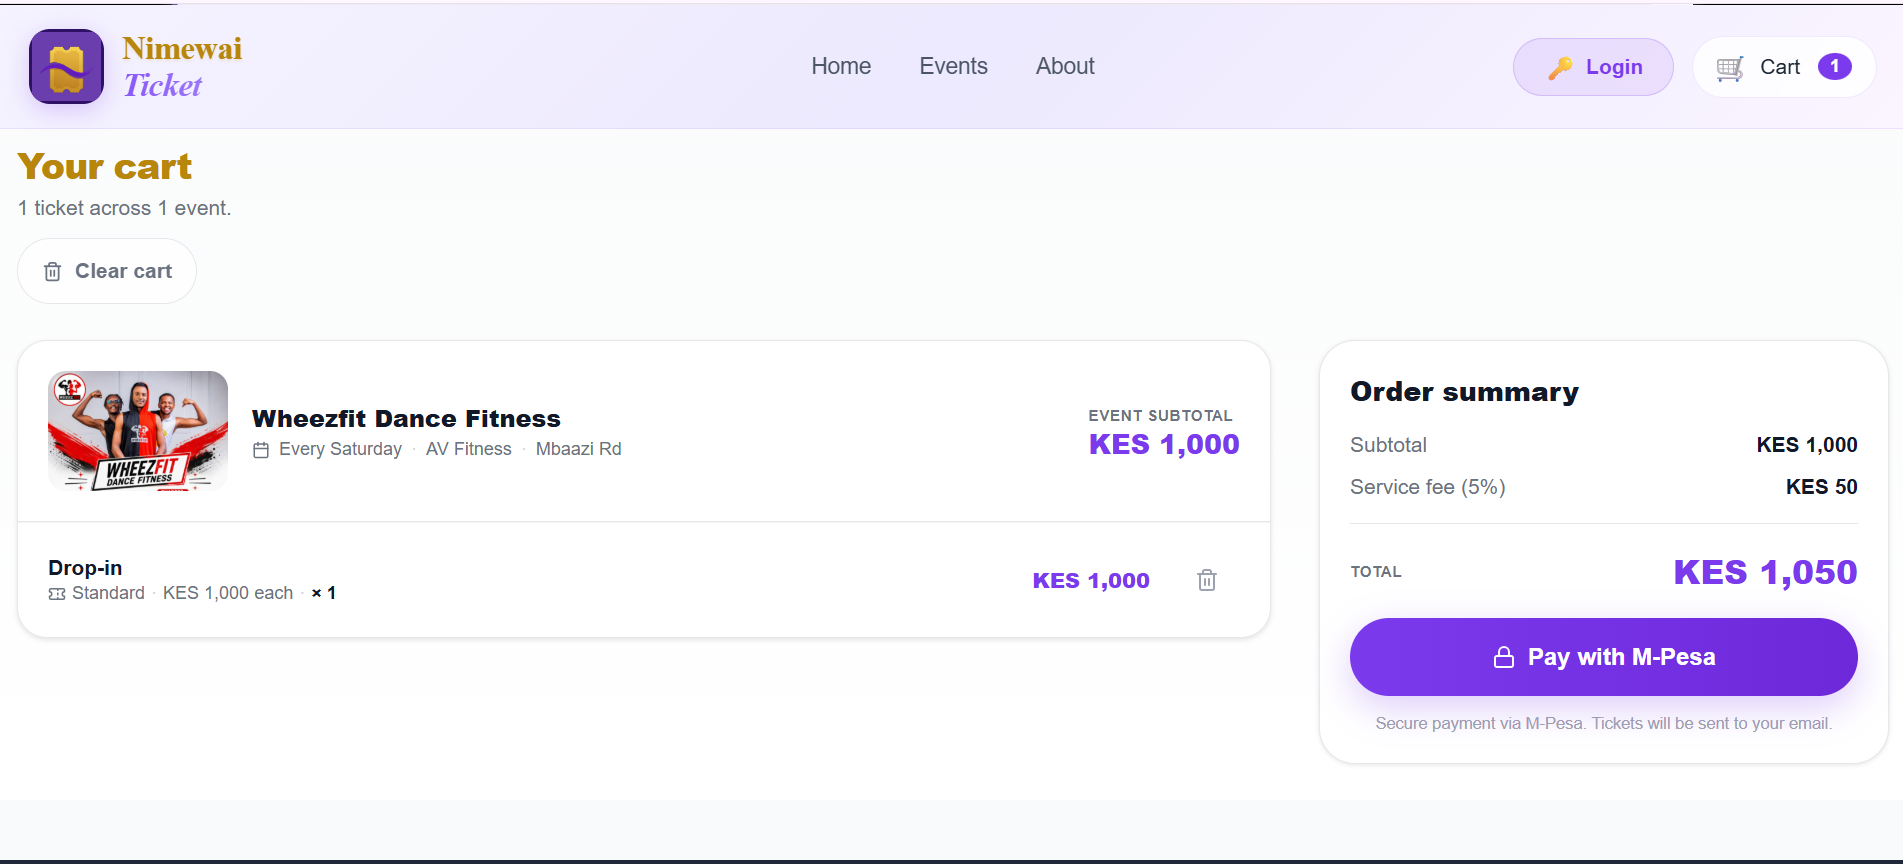 Nimewai
Ticket
Home
Events
About
Login
Cart
1
Your cart
1 ticket across 1 event.
Clear cart
WHEEZFIT
DANCE FITNESS
Wheezfit Dance Fitness
Every Saturday · AV Fitness · Mbaazi Rd
EVENT SUBTOTAL
KES 1,000
Drop-in
Standard · KES 1,000 each · × 1
KES 1,000
Order summary
Subtotal
KES 1,000
Service fee (5%)
KES 50
TOTAL
KES 1,050
Pay with M-Pesa
Secure payment via M-Pesa. Tickets will be sent to your email.